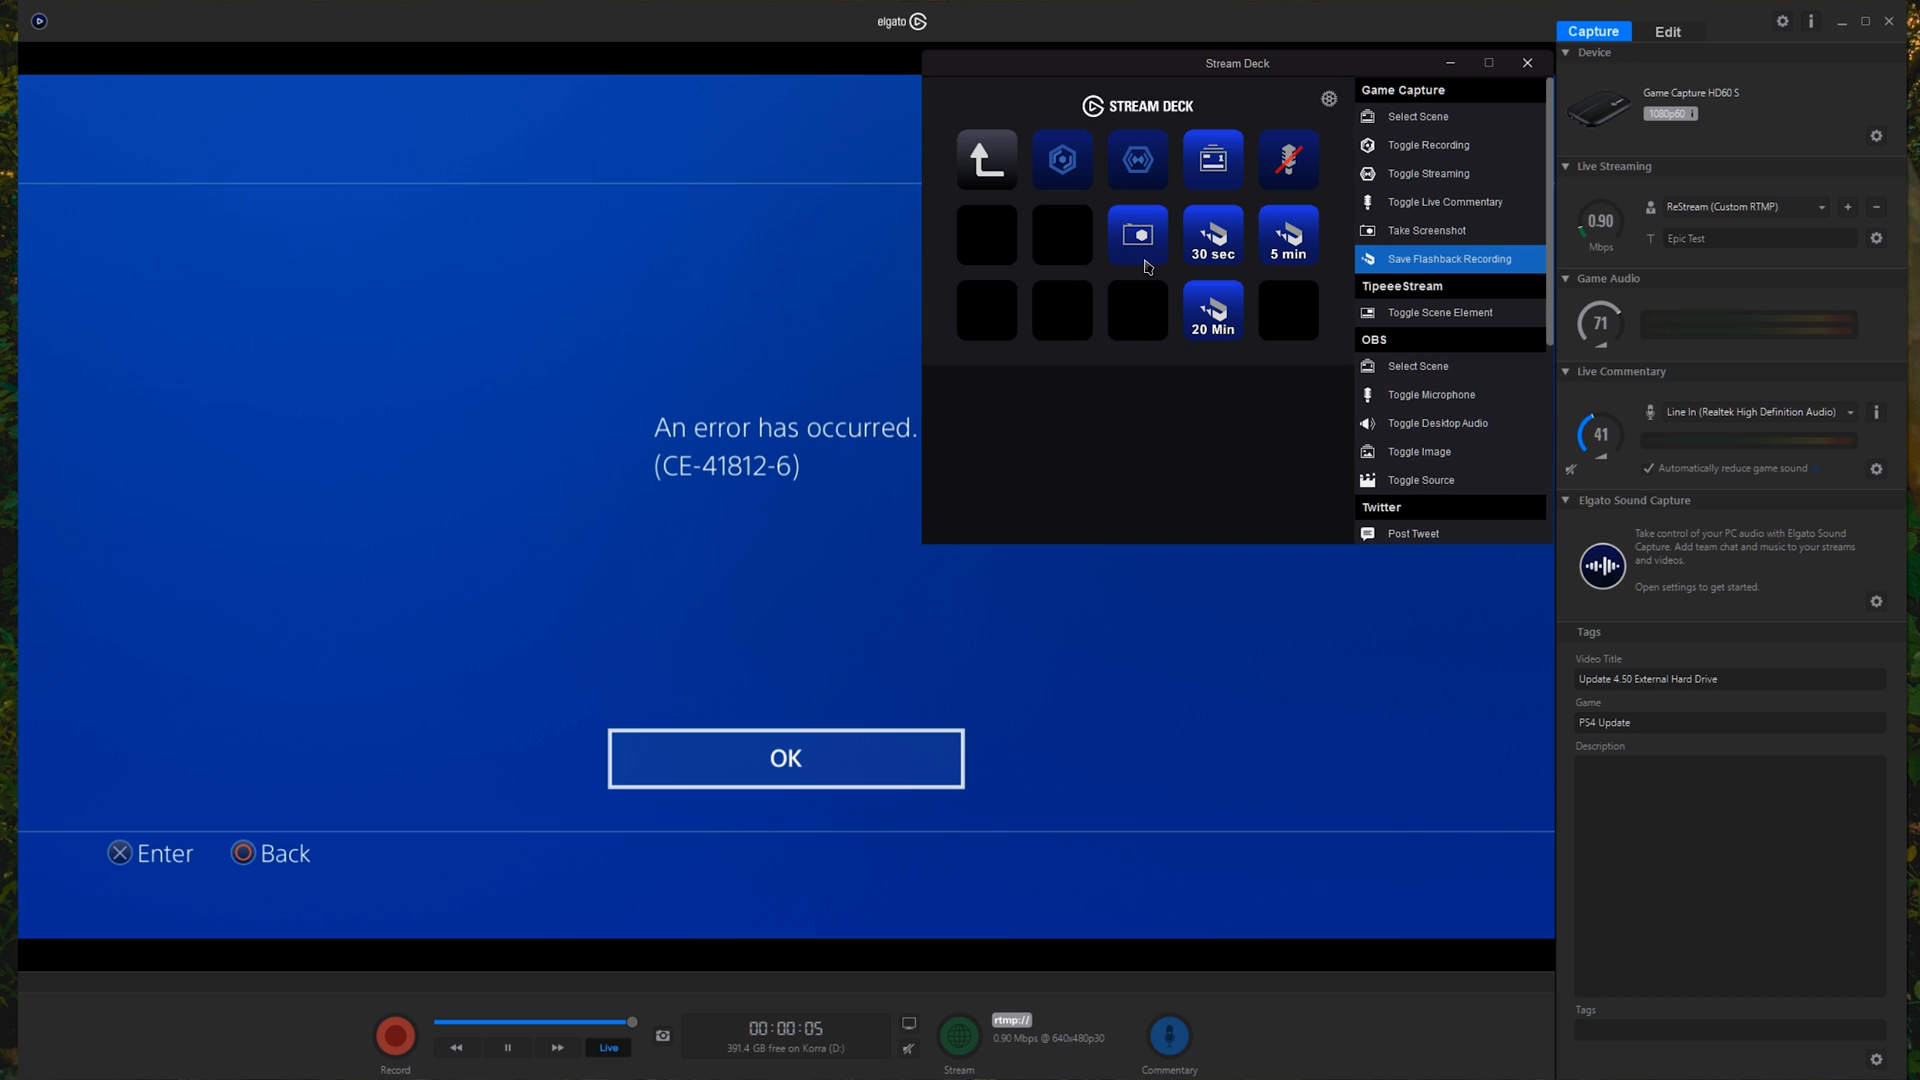 elgato
Capture
Edit
Device
Game Capture HD60 S
1080p60 i
Live Streaming
0.90
Mbps
ReStream (Custom RTMP)
Epic Test
Game Audio
71
Live Commentary
41
Line In (Realtek High Definition Audio)
Automatically reduce game sound
Elgato Sound Capture
Take control of your PC audio with Elgato Sound
Capture. Add team chat and music to your streams
and videos.
Open settings to get started.
Tags
Video Title
Update 4.50 External Hard Drive
Game
PS4 Update
Description
Tags
Stream Deck
STREAM DECK
30 sec
5 min
20 Min
Game Capture
Select Scene
Toggle Recording
Toggle Streaming
Toggle Live Commentary
Take Screenshot
Save Flashback Recording
TipeeeStream
Toggle Scene Element
OBS
Select Scene
Toggle Microphone
Toggle Desktop Audio
Toggle Image
Toggle Source
Twitter
Post Tweet
An error has occurred.
(CE-41812-6)
OK
Enter
Back
Record
Live
00:00:05
391.4 GB free on Korra (D:)
Stream
rtmp://
0.90 Mbps @ 640x480p30
Commentary